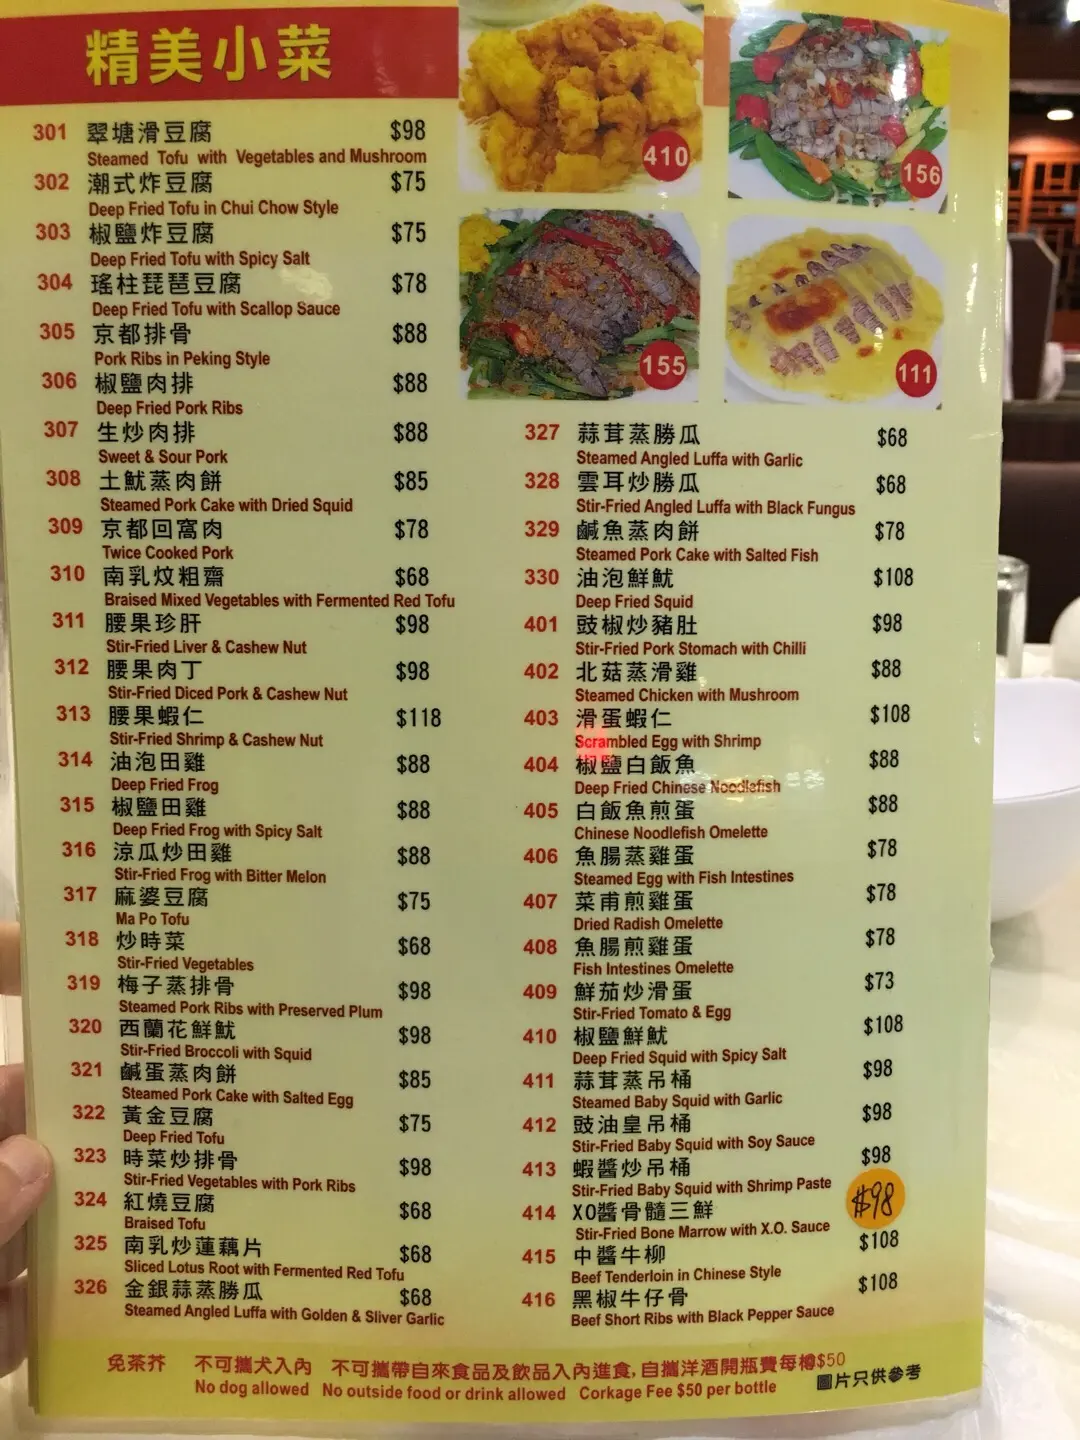 精美小菜
410
156
155
111
301 翠塘滑豆腐 $98
Steamed Tofu with Vegetables and Mushroom
302 潮式炸豆腐 $75
Deep Fried Tofu in Chui Chow Style
303 椒鹽炸豆腐 $75
Deep Fried Tofu with Spicy Salt
304 瑤柱琵琶豆腐 $78
Deep Fried Tofu with Scallop Sauce
305 京都排骨 $88
Pork Ribs in Peking Style
306 椒鹽肉排 $88
Deep Fried Pork Ribs
307 生炒肉排 $88
Sweet & Sour Pork
308 土魷蒸肉餅 $85
Steamed Pork Cake with Dried Squid
309 京都回窩肉 $78
Twice Cooked Pork
310 南乳炆粗齋 $68
Braised Mixed Vegetables with Fermented Red Tofu
311 腰果珍肝 $98
Stir-Fried Liver & Cashew Nut
312 腰果肉丁 $98
Stir-Fried Diced Pork & Cashew Nut
313 腰果蝦仁 $118
Stir-Fried Shrimp & Cashew Nut
314 油泡田雞 $88
Deep Fried Frog
315 椒鹽田雞 $88
Deep Fried Frog with Spicy Salt
316 涼瓜炒田雞 $88
Stir-Fried Frog with Bitter Melon
317 麻婆豆腐 $75
Ma Po Tofu
318 炒時菜 $68
Stir-Fried Vegetables
319 梅子蒸排骨 $98
Steamed Pork Ribs with Preserved Plum
320 西蘭花鮮魷 $98
Stir-Fried Broccoli with Squid
321 鹹蛋蒸肉餅 $85
Steamed Pork Cake with Salted Egg
322 黃金豆腐 $75
Deep Fried Tofu
323 時菜炒排骨 $98
Stir-Fried Vegetables with Pork Ribs
324 紅燒豆腐 $68
Braised Tofu
325 南乳炒蓮藕片 $68
Sliced Lotus Root with Fermented Red Tofu
326 金銀蒜蒸勝瓜 $68
Steamed Angled Luffa with Golden & Sliver Garlic
327 蒜茸蒸勝瓜 $68
Steamed Angled Luffa with Garlic
328 雲耳炒勝瓜 $68
Stir-Fried Angled Luffa with Black Fungus
329 鹹魚蒸肉餅 $78
Steamed Pork Cake with Salted Fish
330 油泡鮮魷 $108
Deep Fried Squid
401 豉椒炒豬肚 $98
Stir-Fried Pork Stomach with Chilli
402 北菇蒸滑雞 $88
Steamed Chicken with Mushroom
403 滑蛋蝦仁 $108
Scrambled Egg with Shrimp
404 椒鹽白飯魚 $88
Deep Fried Chinese Noodlefish
405 白飯魚煎蛋 $88
Chinese Noodlefish Omelette
406 魚腸蒸雞蛋 $78
Steamed Egg with Fish Intestines
407 菜甫煎雞蛋 $78
Dried Radish Omelette
408 魚腸煎雞蛋 $78
Fish Intestines Omelette
409 鮮茄炒滑蛋 $73
Stir-Fried Tomato & Egg
410 椒鹽鮮魷 $108
Deep Fried Squid with Spicy Salt
411 蒜茸蒸吊桶 $98
Steamed Baby Squid with Garlic
412 豉油皇吊桶 $98
Stir-Fried Baby Squid with Soy Sauce
413 蝦醬炒吊桶 $98
Stir-Fried Baby Squid with Shrimp Paste
414 XO醬骨髓三鮮 $98
Stir-Fried Bone Marrow with X.O. Sauce
415 中醬牛柳 $108
Beef Tenderloin in Chinese Style
416 黑椒牛仔骨 $108
Beef Short Ribs with Black Pepper Sauce
免茶芥 不可攜犬入內 不可攜帶自來食品及飲品入內進食,自攜洋酒開瓶費每樽$50
No dog allowed No outside food or drink allowed Corkage Fee $50 per bottle
圖片只供參考